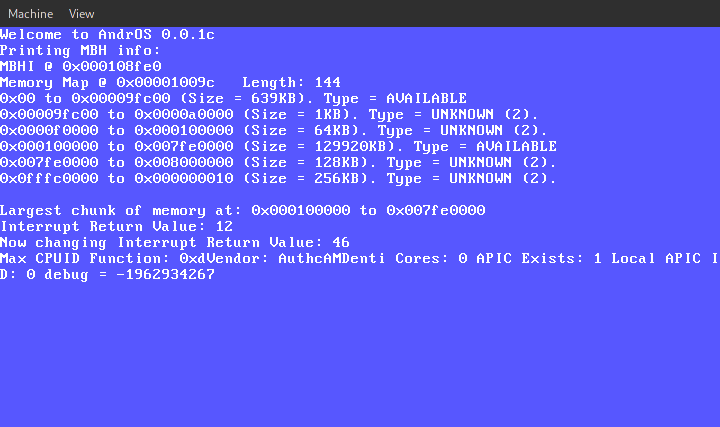 Machine View
Welcome to AndrOS 0.0.1c
Printing MBH info:
MBHI @ 0x000108fe0
Memory Map @ 0x00001009c   Length: 144
0x00 to 0x00009fc00 (Size = 639KB). Type = AVAILABLE
0x00009fc00 to 0x0000a0000 (Size = 1KB). Type = UNKNOWN (2).
0x0000f0000 to 0x000100000 (Size = 64KB). Type = UNKNOWN (2).
0x000100000 to 0x007fe0000 (Size = 129920KB). Type = AVAILABLE
0x007fe0000 to 0x008000000 (Size = 128KB). Type = UNKNOWN (2).
0x0fffc0000 to 0x000000010 (Size = 256KB). Type = UNKNOWN (2).
Largest chunk of memory at: 0x000100000 to 0x007fe0000
Interrupt Return Value: 12
Now changing Interrupt Return Value: 46
Max CPUID Function: 0xdVendor: AuthcAMDenti Cores: 0 APIC Exists: 1 Local APIC I
D: 0 debug = -1962934267